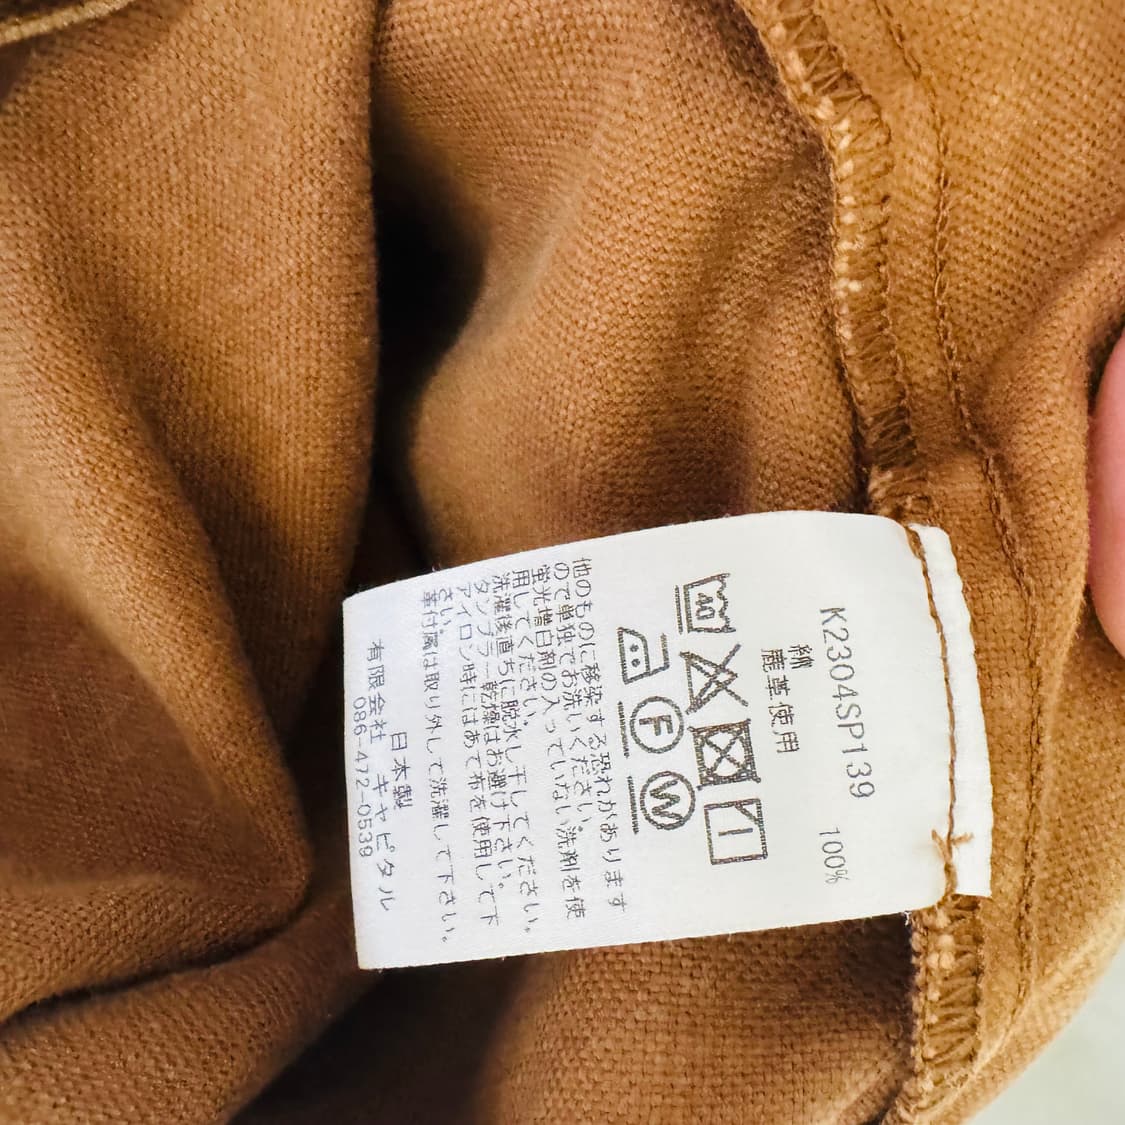 K2304SP139
綿 100%
鹿革使用
40
F
W
他のものに移染する恐れがあります
ので単独でお洗いください。
蛍光増白剤の入っていない洗剤を使
用してください。
洗濯後直ちに脱水し干してください。
タンブラー乾燥はお避け下さい。
アイロン時にはあて布を使用して下
さい。
革付属は取り外して洗濯して下さい。
日本製
有限会社 キャピタル
086-472-0539